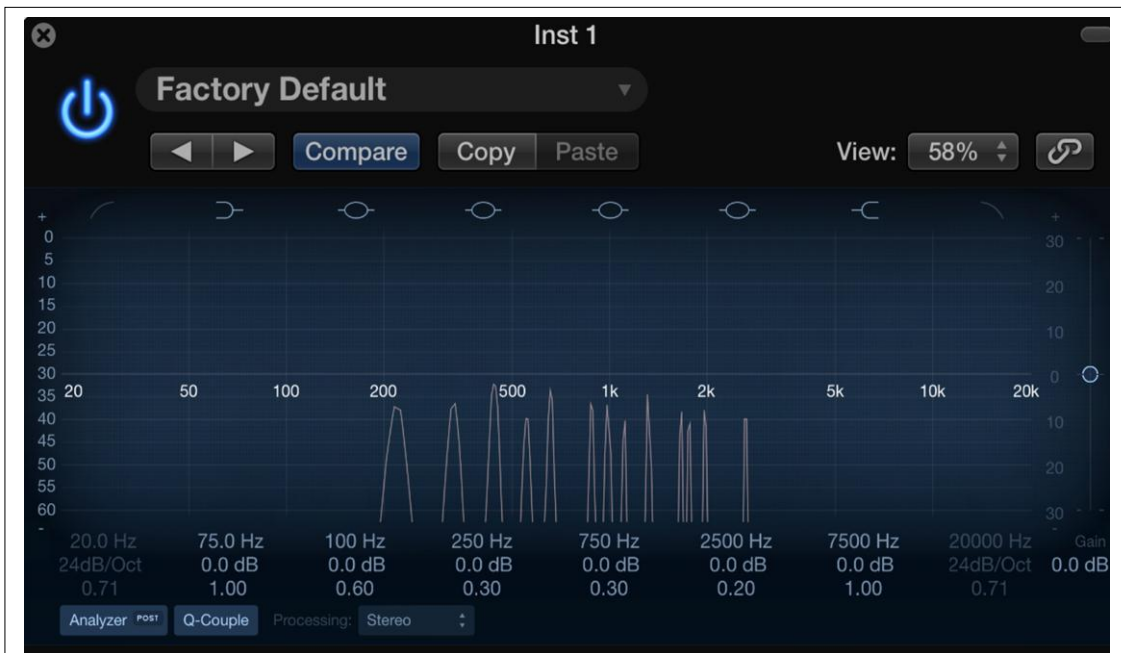 Inst 1
Factory Default
Compare Copy Paste View: 58%
+ +
0 30 - -
5
10 20
15
20 10
25
30 0
35 20 50 100 200 500 1k 2k 5k 10k 20k
40 10
45
50 20
55
60 30 - -
- -
20.0 Hz 75.0 Hz 100 Hz 250 Hz 750 Hz 2500 Hz 7500 Hz 20000 Hz Gain
24dB/Oct 0.0 dB 0.0 dB 0.0 dB 0.0 dB 0.0 dB 0.0 dB 24dB/Oct 0.0 dB
0.71 1.00 0.60 0.30 0.30 0.20 1.00 0.71
Analyzer POST Q-Couple Processing: Stereo